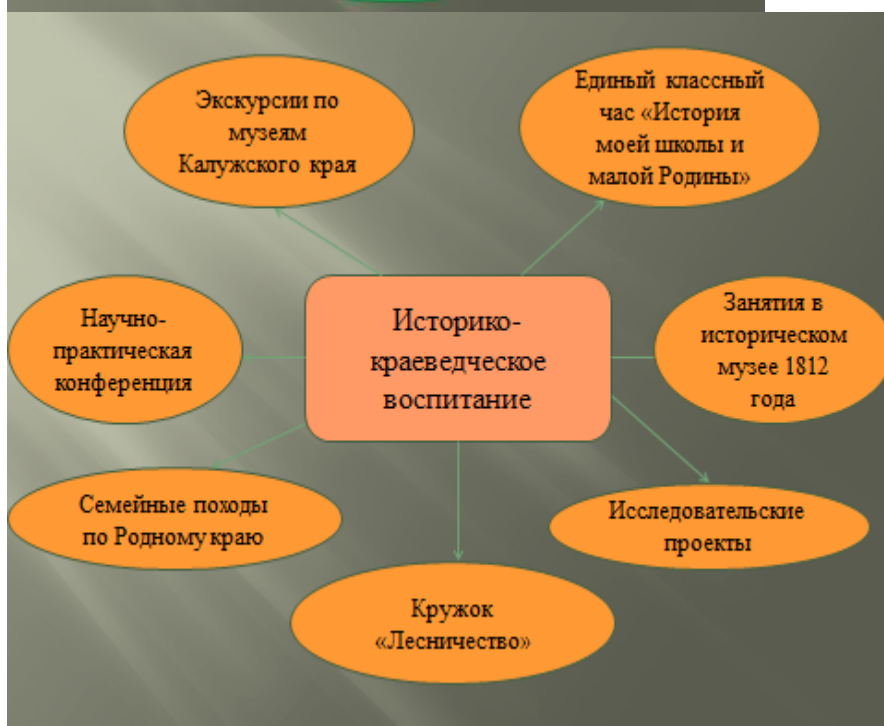 Экскурсии по
музеям
Калужского края
Единый классный
час «История
моей школы и
малой Родины»
Научно-
практическая
конференция
Историко-
краеведческое
воспитание
Занятия в
историческом
музее 1812
года
Семейные походы
по Родному краю
Исследовательские
проекты
Кружок
«Лесничество»